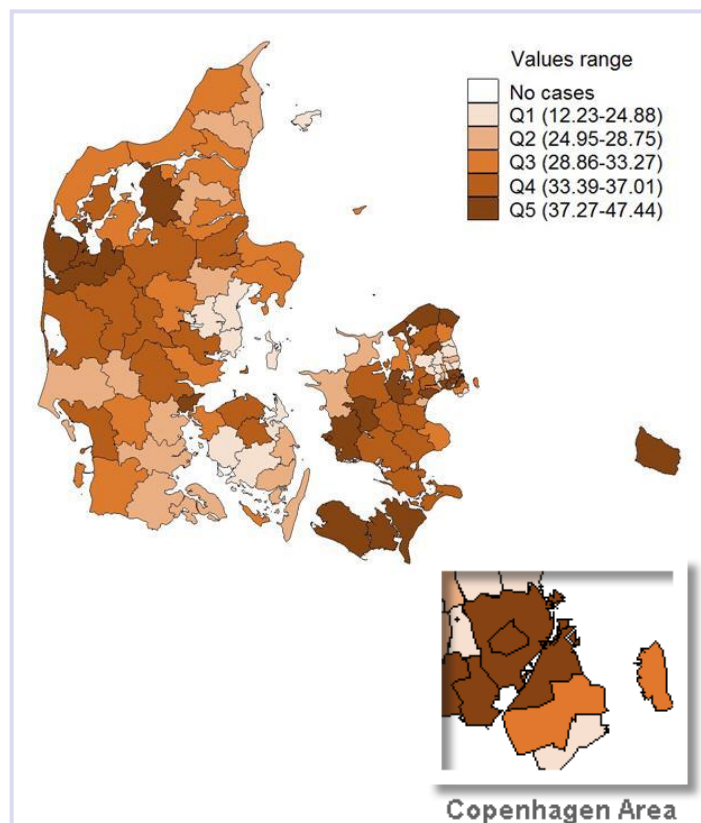 Values range
No cases
Q1 (12.23-24.88)
Q2 (24.95-28.75)
Q3 (28.86-33.27)
Q4 (33.39-37.01)
Q5 (37.27-47.44)
Copenhagen Area